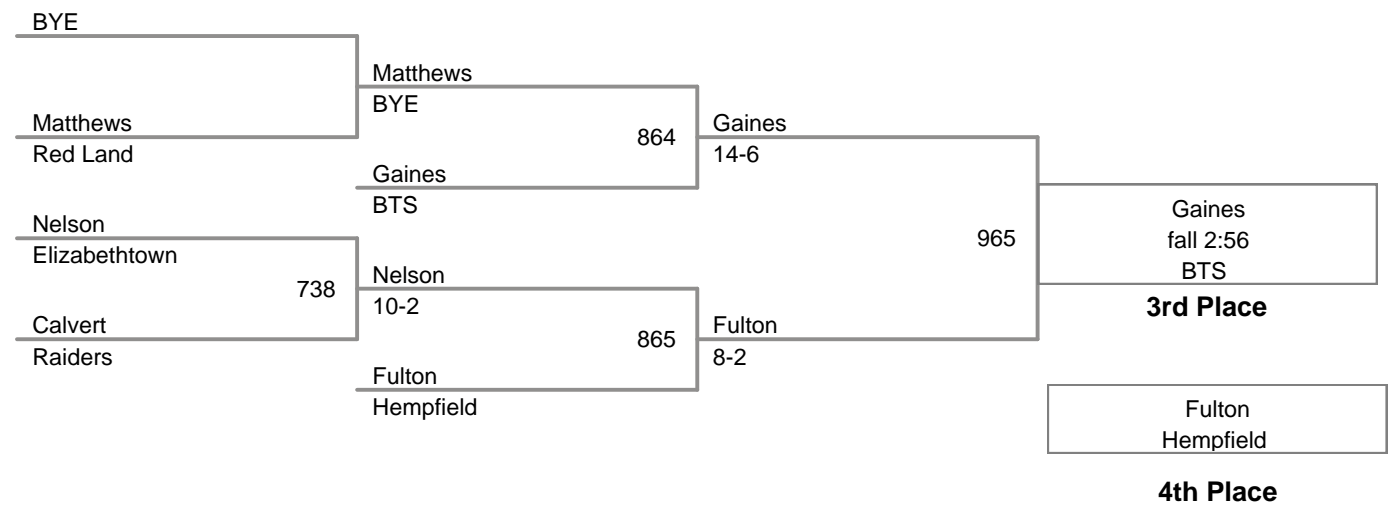 BYE
Matthews
Red Land
Nelson
Elizabethtown
738
Calvert
Raiders
Matthews
BYE
864
Gaines
BTS
Nelson
10-2
865
Fulton
Hempfield
Gaines
14-6
965
Fulton
8-2
Gaines
fall 2:56
BTS
3rd Place
Fulton
Hempfield
4th Place